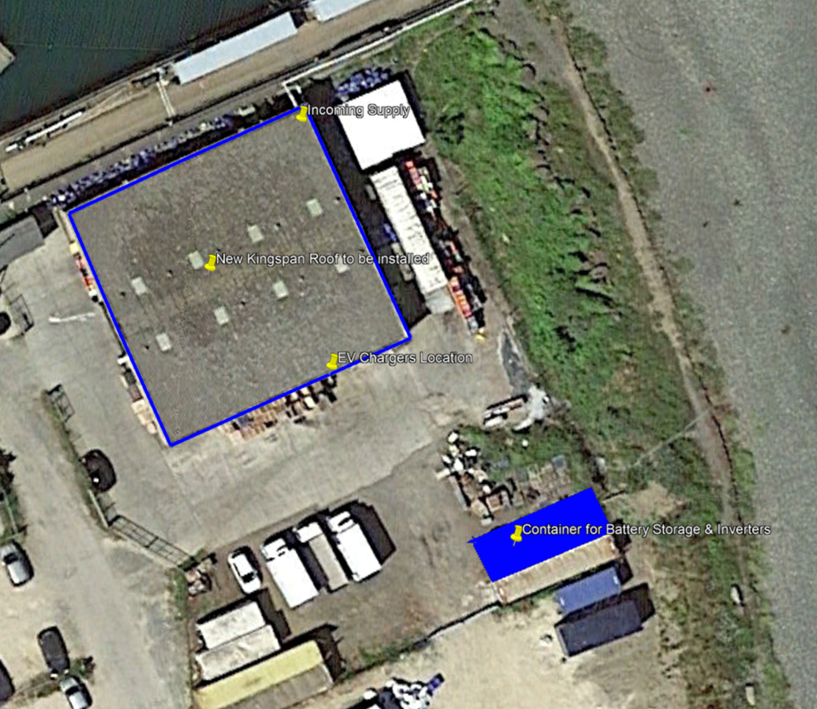 Incoming Supply
New Kingspan Roof to be installed
EV Chargers Location
Container for Battery Storage & Inverters